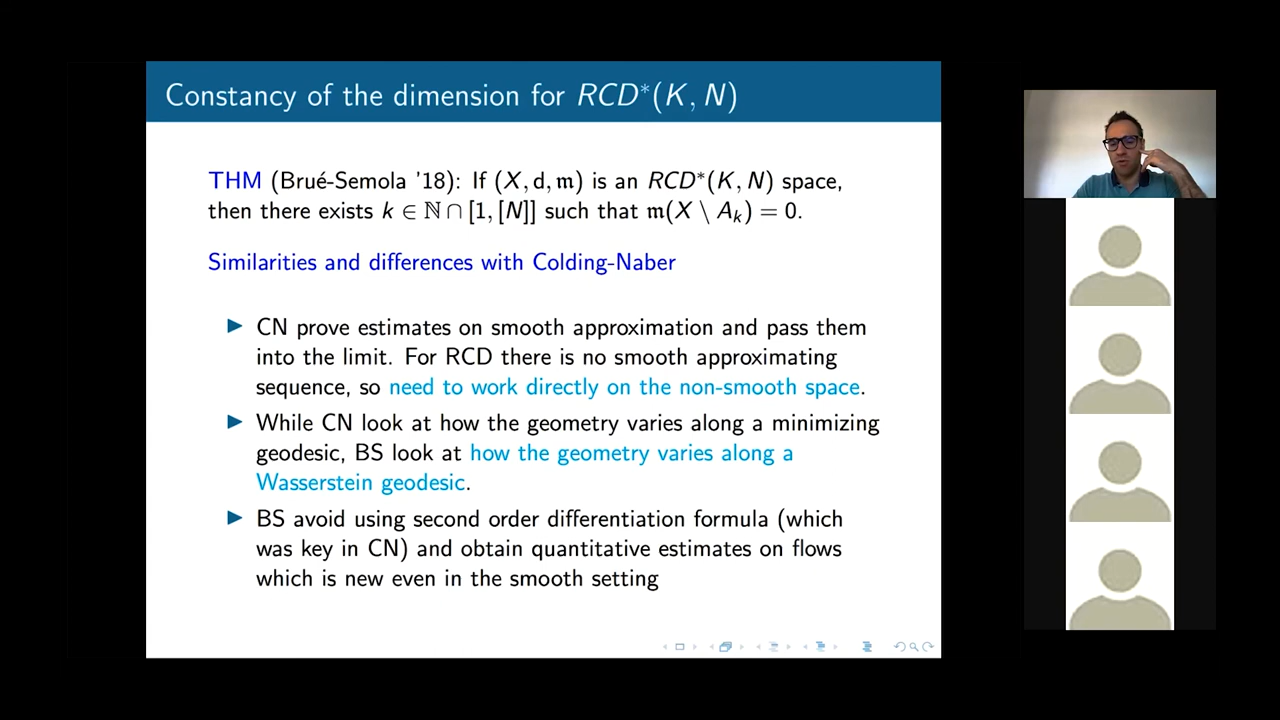 Constancy of the dimension for RCD*(K, N)
THM (Brué-Semola '18): If (X, d, 𝔪) is an RCD*(K, N) space,
then there exists k ∈ ℕ ∩ [1, [N]] such that 𝔪(X \ A_k) = 0.
Similarities and differences with Colding-Naber
CN prove estimates on smooth approximation and pass them
into the limit. For RCD there is no smooth approximating
sequence, so need to work directly on the non-smooth space.
While CN look at how the geometry varies along a minimizing
geodesic, BS look at how the geometry varies along a
Wasserstein geodesic.
BS avoid using second order differentiation formula (which
was key in CN) and obtain quantitative estimates on flows
which is new even in the smooth setting